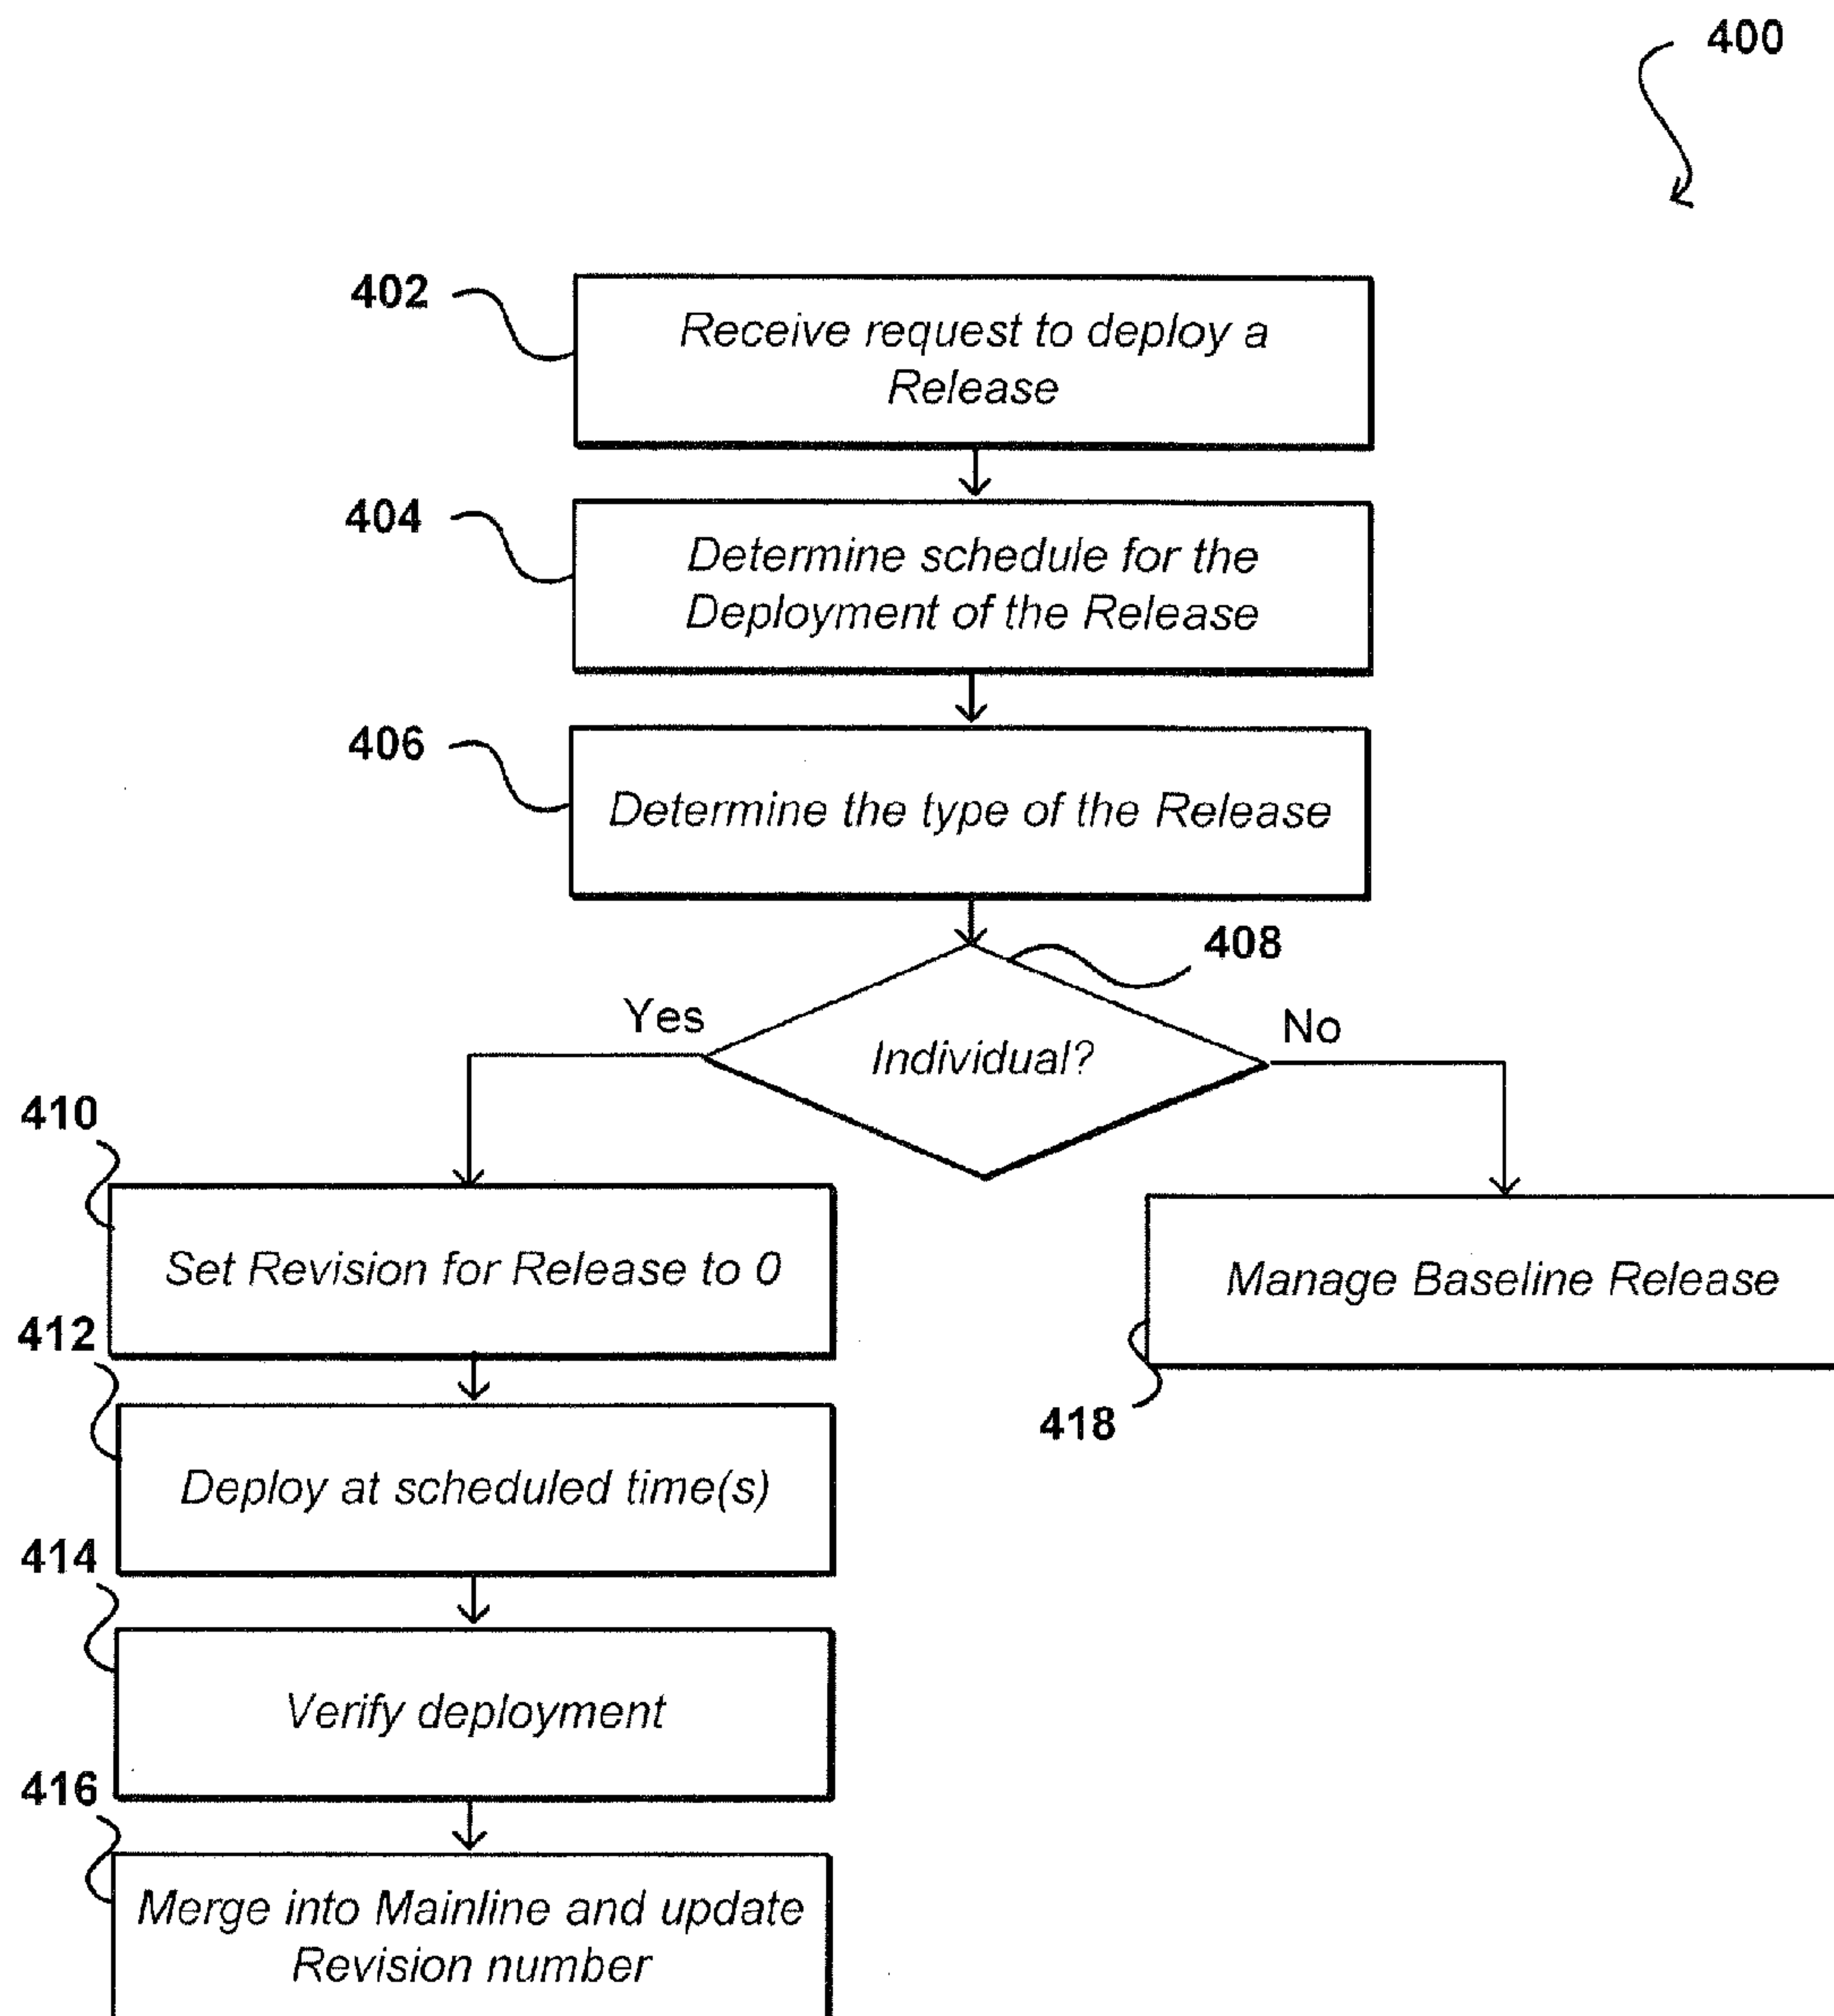 400
402
Receive request to deploy a
Release
404
Determine schedule for the
Deployment of the Release
406
Determine the type of the Release
408
Yes
Individual?
No
410
Set Revision for Release to 0
Manage Baseline Release
412
418
Deploy at scheduled time(s)
414
Verify deployment
416
Merge into Mainline and update
Revision number